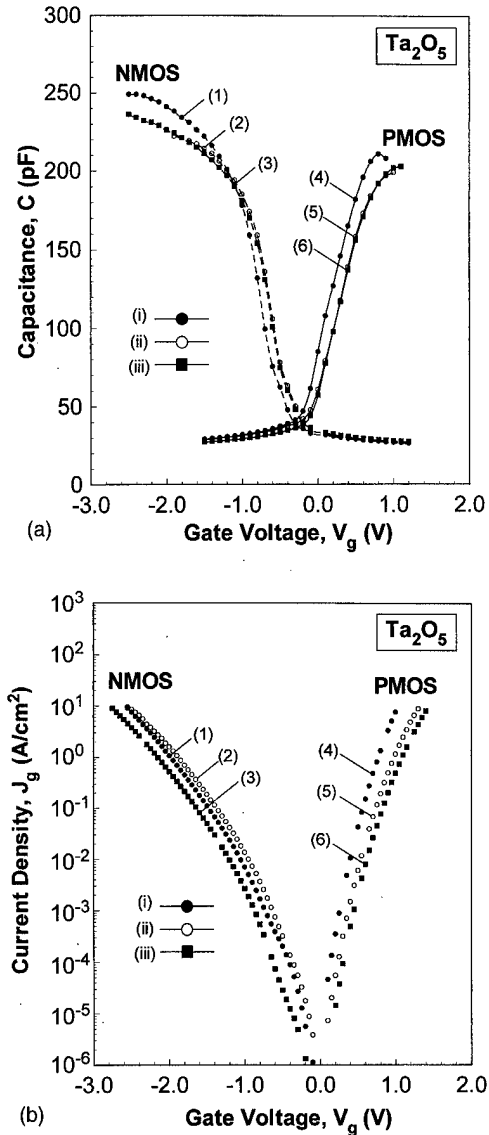 300
250
200
150
100
50
0
Capacitance, C (pF)
Ta2O5
NMOS
PMOS
(1)
(2)
(3)
(4)
(5)
(6)
(i)
(ii)
(iii)
-3.0 -2.0 -1.0 0.0 1.0 2.0
(a) Gate Voltage, Vg (V)
10^3
10^2
10^1
10^0
10^-1
10^-2
10^-3
10^-4
10^-5
10^-6
Current Density, Jg (A/cm^2)
Ta2O5
NMOS
PMOS
(1)
(2)
(3)
(4)
(5)
(6)
(i)
(ii)
(iii)
-3.0 -2.0 -1.0 0.0 1.0 2.0
(b) Gate Voltage, Vg (V)